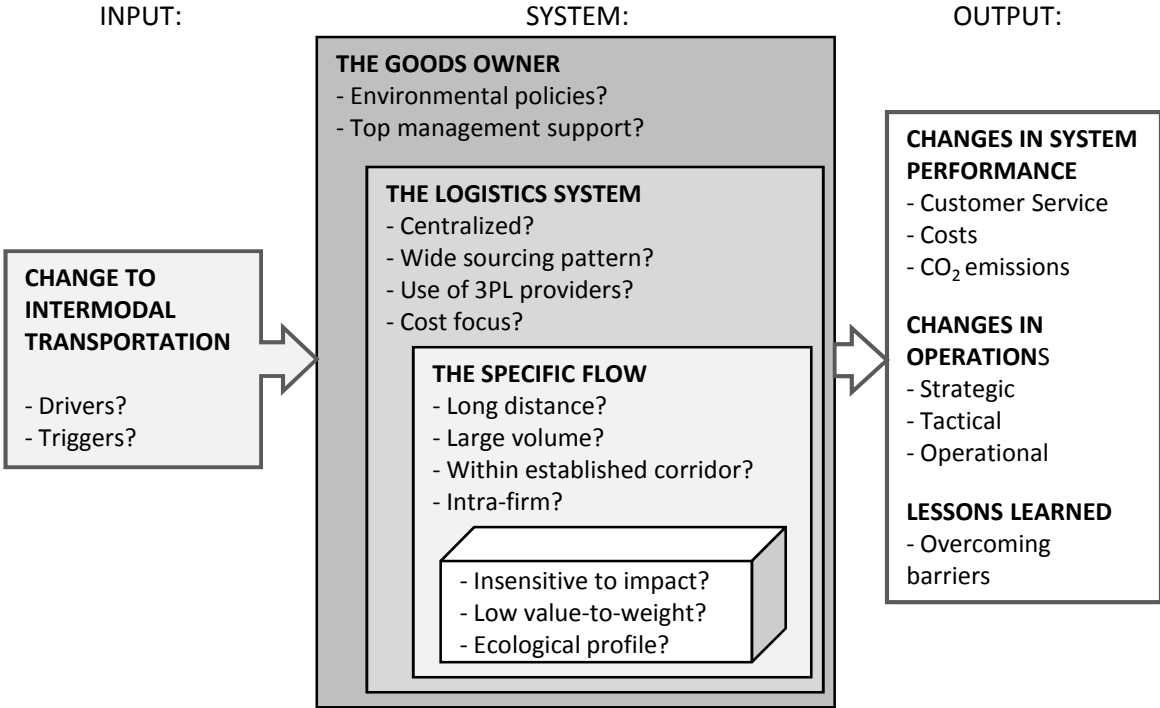 INPUT:
SYSTEM:
OUTPUT:
CHANGE TO
INTERMODAL
TRANSPORTATION
- Drivers?
- Triggers?
THE GOODS OWNER
- Environmental policies?
- Top management support?
THE LOGISTICS SYSTEM
- Centralized?
- Wide sourcing pattern?
- Use of 3PL providers?
- Cost focus?
THE SPECIFIC FLOW
- Long distance?
- Large volume?
- Within established corridor?
- Intra-firm?
- Insensitive to impact?
- Low value-to-weight?
- Ecological profile?
CHANGES IN SYSTEM
PERFORMANCE
- Customer Service
- Costs
- CO₂ emissions
CHANGES IN
OPERATIONS
- Strategic
- Tactical
- Operational
LESSONS LEARNED
- Overcoming
barriers